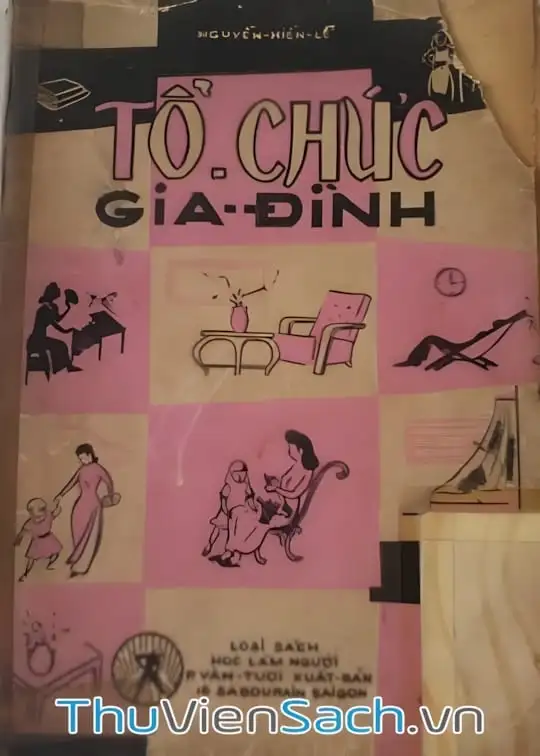 NGUYỄN-HIẾN-LÊ
TỔ-CHỨC
GIA-ĐÌNH
LOẠI SÁCH
HỌC LÀM NGƯỜI
P. VĂN-TƯƠI XUẤT-BẢN
16 SABOURAIN SAIGON
ThuVienSach.vn